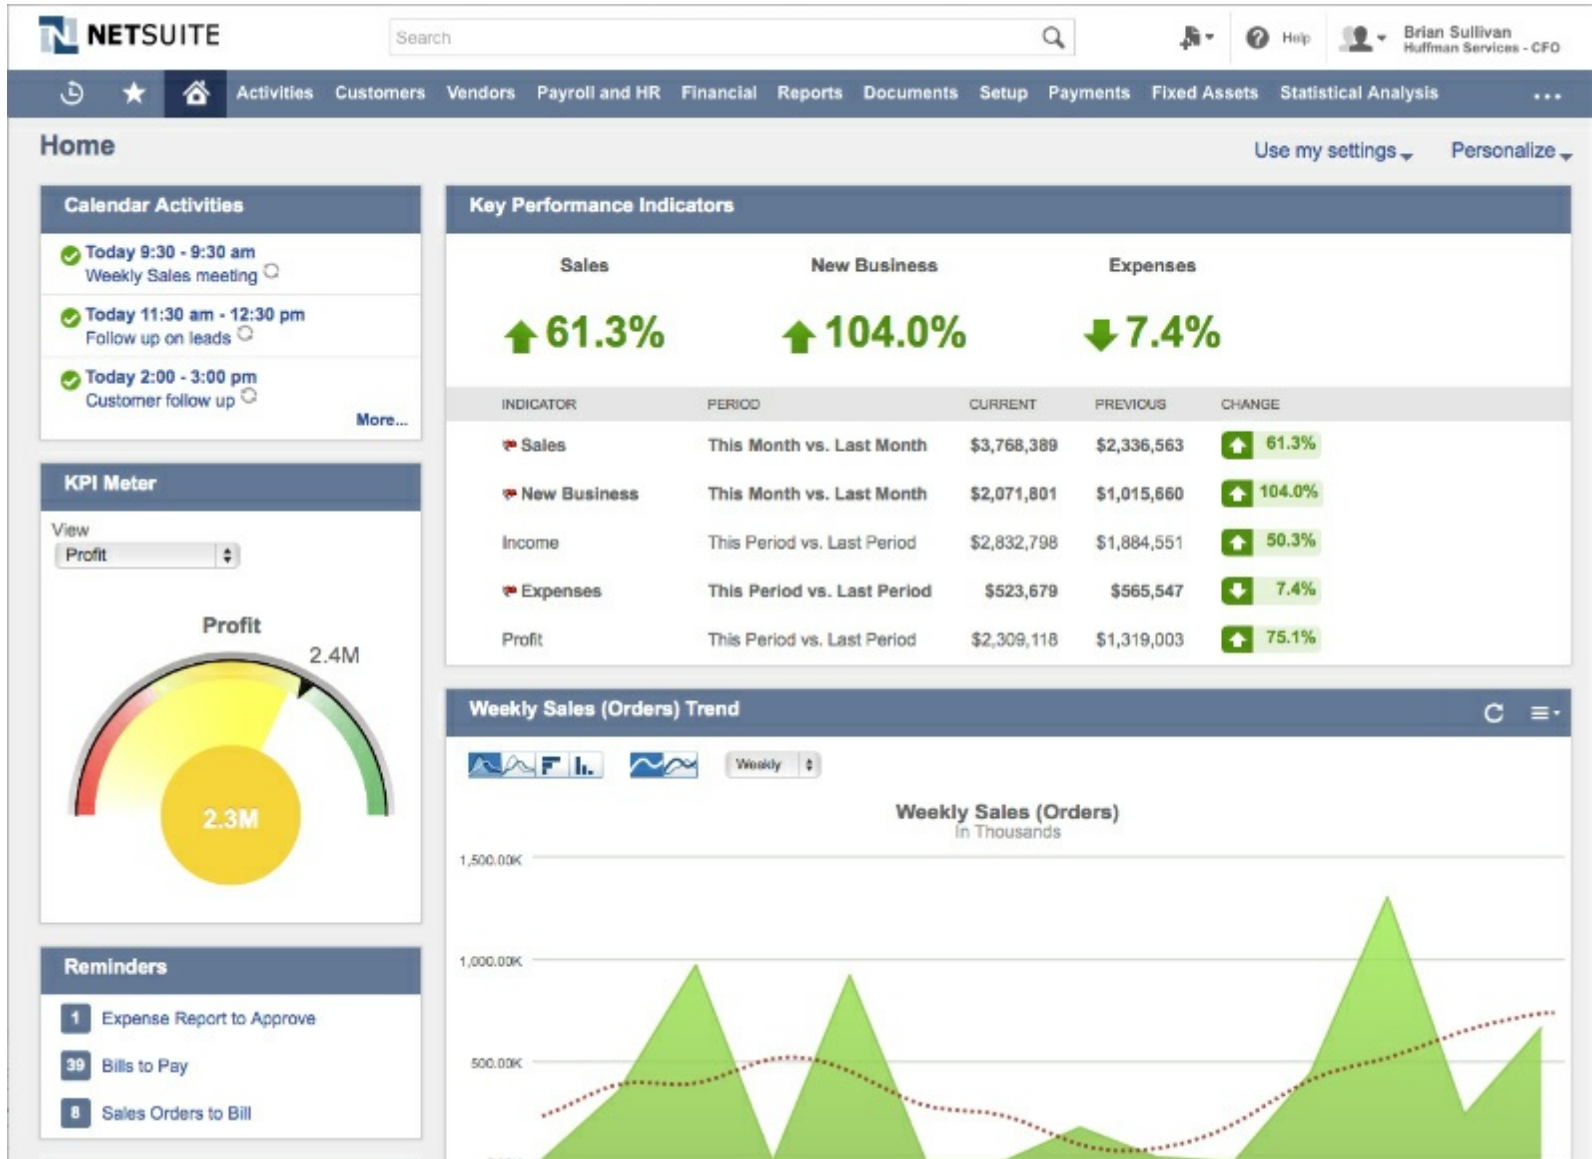 NETSUITE
Search
Help
Brian Sullivan
Huffman Services - CFO
Activities Customers Vendors Payroll and HR Financial Reports Documents Setup Payments Fixed Assets Statistical Analysis
Home
Use my settings
Personalize
Calendar Activities
Today 9:30 - 9:30 am
Weekly Sales meeting
Today 11:30 am - 12:30 pm
Follow up on leads
Today 2:00 - 3:00 pm
Customer follow up
More...
KPI Meter
View
Profit
Profit
2.4M
2.3M
Reminders
1 Expense Report to Approve
39 Bills to Pay
8 Sales Orders to Bill
Key Performance Indicators
Sales New Business Expenses
61.3% 104.0% 7.4%
INDICATOR PERIOD CURRENT PREVIOUS CHANGE
Sales This Month vs. Last Month $3,768,389 $2,336,563 61.3%
New Business This Month vs. Last Month $2,071,801 $1,015,660 104.0%
Income This Period vs. Last Period $2,832,798 $1,884,551 50.3%
Expenses This Period vs. Last Period $523,679 $565,547 7.4%
Profit This Period vs. Last Period $2,309,118 $1,319,003 75.1%
Weekly Sales (Orders) Trend
Weekly
Weekly Sales (Orders)
In Thousands
1,500.00K
1,000.00K
500.00K